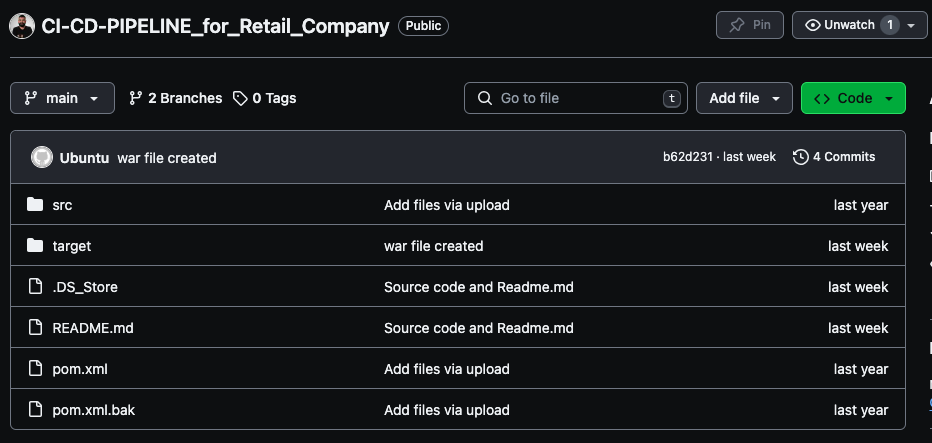 CI-CD-PIPELINE_for_Retail_Company Public Pin Unwatch 1
main 2 Branches 0 Tags Go to file t Add file Code
Ubuntu war file created b62d231 · last week 4 Commits
src Add files via upload last year
target war file created last week
.DS_Store Source code and Readme.md last week
README.md Source code and Readme.md last week
pom.xml Add files via upload last year
pom.xml.bak Add files via upload last year